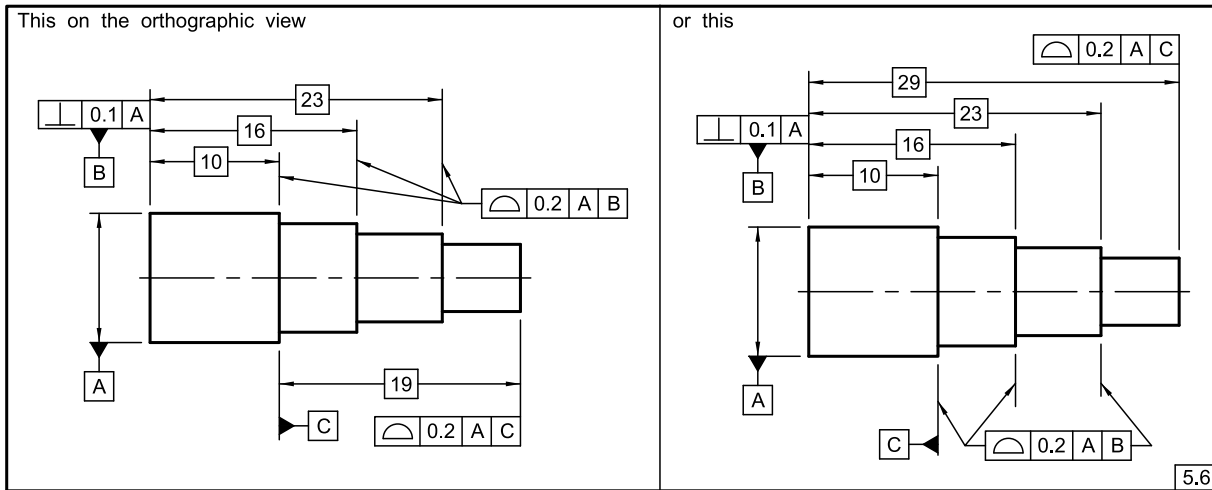 This on the orthographic view
23
⊥ 0.1 A
16
B
10
⌓ 0.2 A B
A
19
C
⌓ 0.2 A C
or this
⌓ 0.2 A C
29
23
⊥ 0.1 A
16
B
10
A
C
⌓ 0.2 A B
5.6